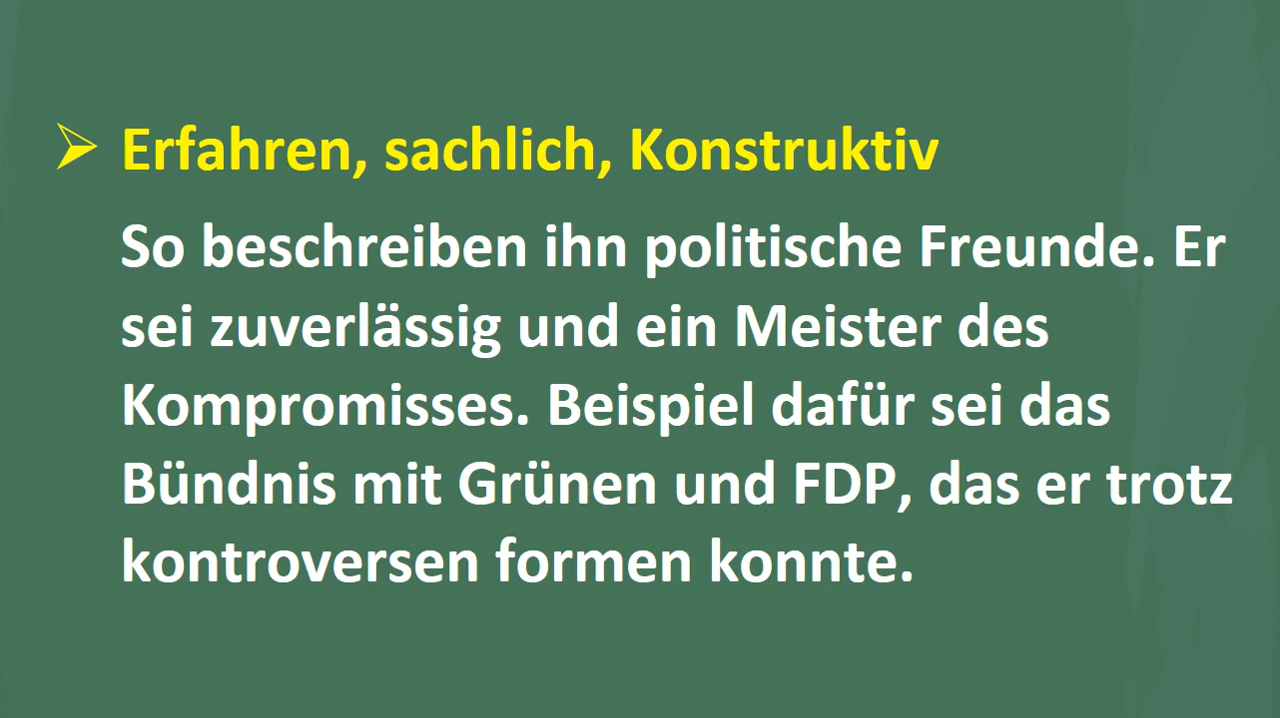 Erfahren, sachlich, Konstruktiv
So beschreiben ihn politische Freunde. Er
sei zuverlässig und ein Meister des
Kompromisses. Beispiel dafür sei das
Bündnis mit Grünen und FDP, das er trotz
kontroversen formen konnte.